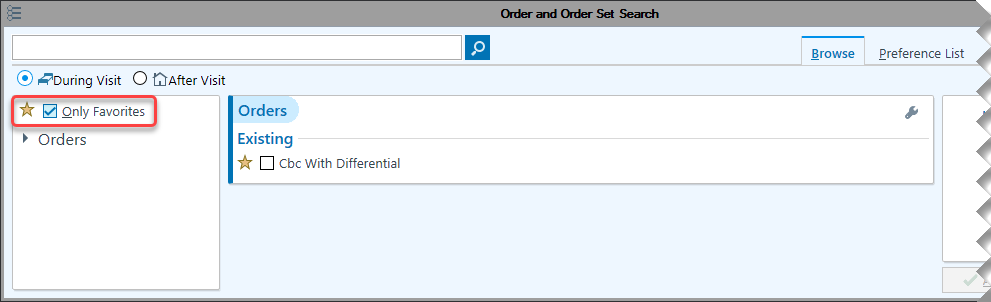 Order and Order Set Search
Browse Preference List
During Visit After Visit
Only Favorites
Orders
Orders
Existing
Cbc With Differential